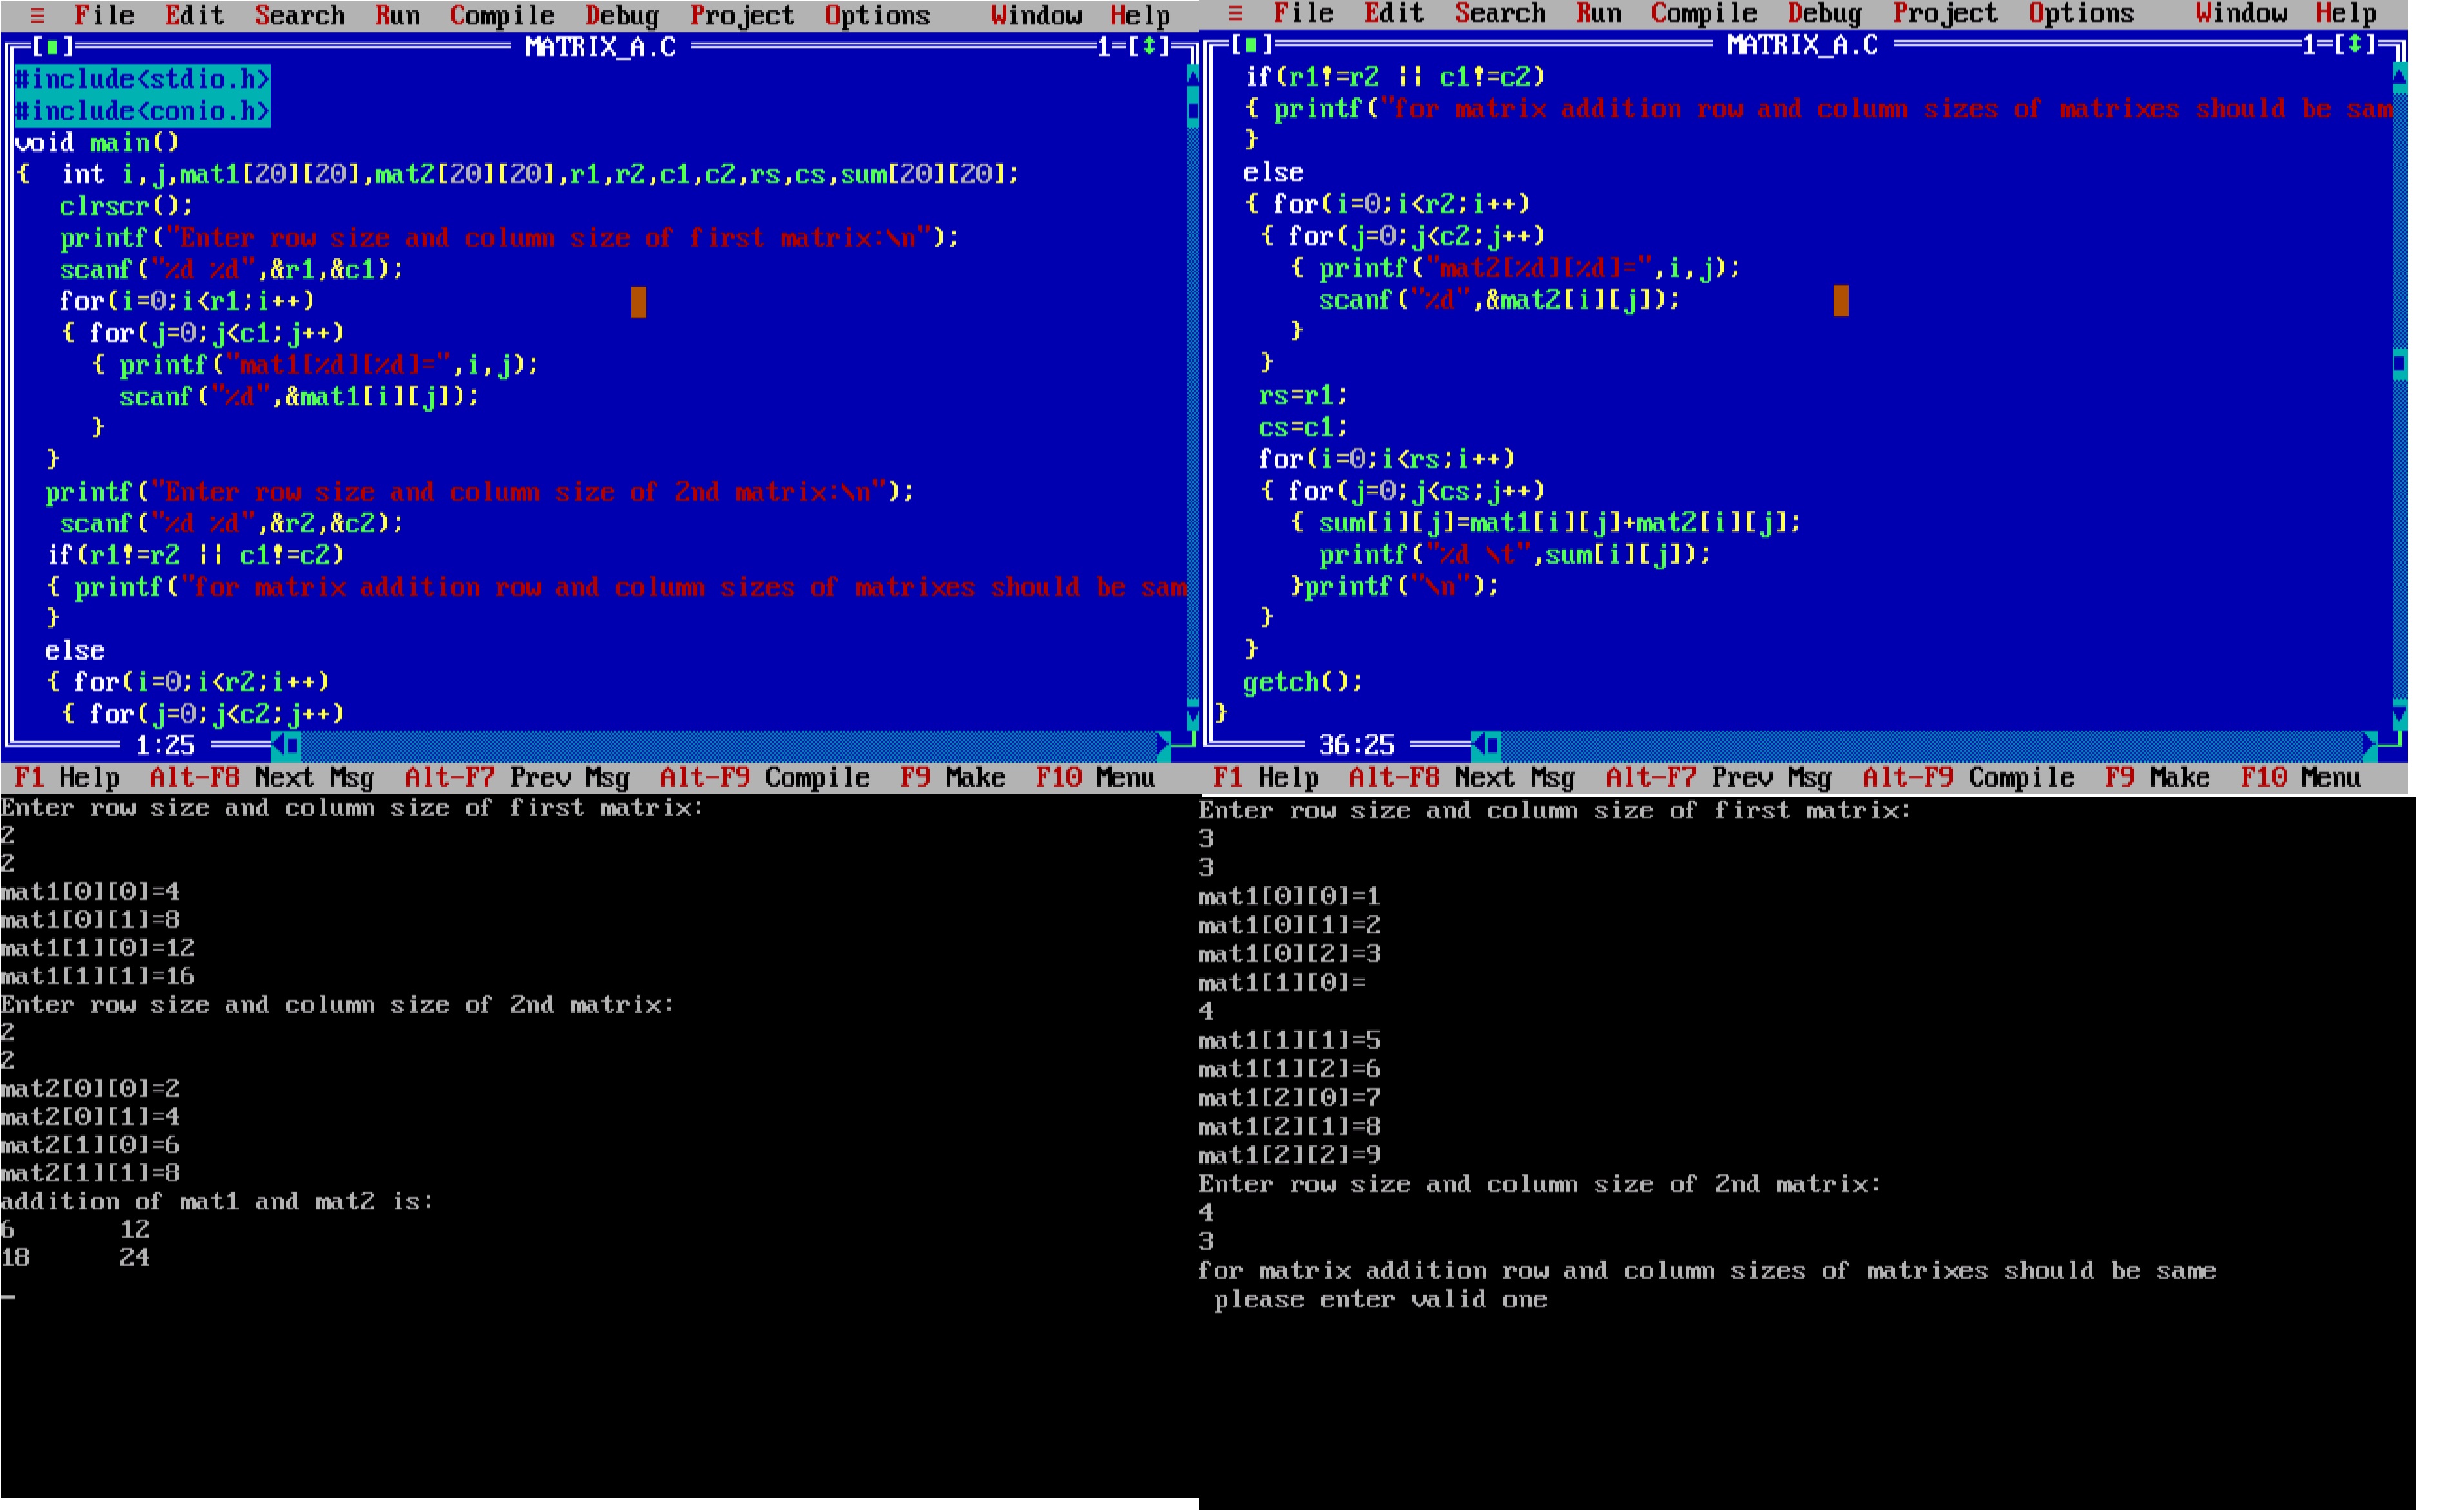 ≡ File Edit Search Run Compile Debug Project Options Window Help
[■] MATRIX_A.C 1=[↕]
#include<stdio.h>
#include<conio.h>
void main()
{  int i,j,mat1[20][20],mat2[20][20],r1,r2,c1,c2,rs,cs,sum[20][20];
clrscr();
printf("Enter row size and column size of first matrix:\n");
scanf("%d %d",&r1,&c1);
for(i=0;i<r1;i++)
{ for(j=0;j<c1;j++)
{ printf("mat1[%d][%d]=",i,j);
scanf("%d",&mat1[i][j]);
}
}
printf("Enter row size and column size of 2nd matrix:\n");
scanf("%d %d",&r2,&c2);
if(r1!=r2 || c1!=c2)
{ printf("for matrix addition row and column sizes of matrixes should be sam
}
else
{ for(i=0;i<r2;i++)
{ for(j=0;j<c2;j++)
1:25
F1 Help Alt-F8 Next Msg Alt-F7 Prev Msg Alt-F9 Compile F9 Make F10 Menu
≡ File Edit Search Run Compile Debug Project Options Window Help
[■] MATRIX_A.C 1=[↕]
if(r1!=r2 || c1!=c2)
{ printf("for matrix addition row and column sizes of matrixes should be sam
}
else
{ for(i=0;i<r2;i++)
{ for(j=0;j<c2;j++)
{ printf("mat2[%d][%d]=",i,j);
scanf("%d",&mat2[i][j]);
}
}
rs=r1;
cs=c1;
for(i=0;i<rs;i++)
{ for(j=0;j<cs;j++)
{ sum[i][j]=mat1[i][j]+mat2[i][j];
printf("%d \t",sum[i][j]);
}printf("\n");
}
}
getch();
}
36:25
F1 Help Alt-F8 Next Msg Alt-F7 Prev Msg Alt-F9 Compile F9 Make F10 Menu
Enter row size and column size of first matrix:
2
2
mat1[0][0]=4
mat1[0][1]=8
mat1[1][0]=12
mat1[1][1]=16
Enter row size and column size of 2nd matrix:
2
2
mat2[0][0]=2
mat2[0][1]=4
mat2[1][0]=6
mat2[1][1]=8
addition of mat1 and mat2 is:
6 12
18 24
_
Enter row size and column size of first matrix:
3
3
mat1[0][0]=1
mat1[0][1]=2
mat1[0][2]=3
mat1[1][0]=
4
mat1[1][1]=5
mat1[1][2]=6
mat1[2][0]=7
mat1[2][1]=8
mat1[2][2]=9
Enter row size and column size of 2nd matrix:
4
3
for matrix addition row and column sizes of matrixes should be same
please enter valid one